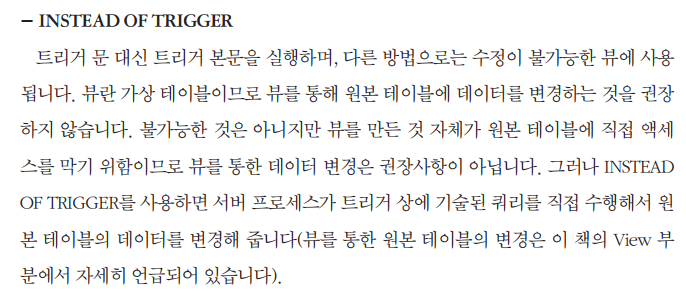 – INSTEAD OF TRIGGER
트리거 문 대신 트리거 본문을 실행하며, 다른 방법으로는 수정이 불가능한 뷰에 사용
됩니다. 뷰란 가상 테이블이므로 뷰를 통해 원본 테이블에 데이터를 변경하는 것을 권장
하지 않습니다. 불가능한 것은 아니지만 뷰를 만든 것 자체가 원본 테이블에 직접 액세
스를 막기 위함이므로 뷰를 통한 데이터 변경은 권장사항이 아닙니다. 그러나 INSTEAD
OF TRIGGER를 사용하면 서버 프로세스가 트리거 상에 기술된 쿼리를 직접 수행해서 원
본 테이블의 데이터를 변경해 줍니다(뷰를 통한 원본 테이블의 변경은 이 책의 View 부
분에서 자세히 언급되어 있습니다).